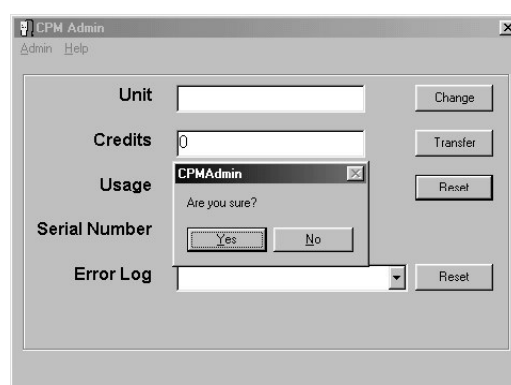 CPM Admin
Admin Help
Unit
Change
Credits 0
Transfer
Usage
Reset
CPMAdmin
Are you sure?
Yes No
Serial Number
Error Log
Reset